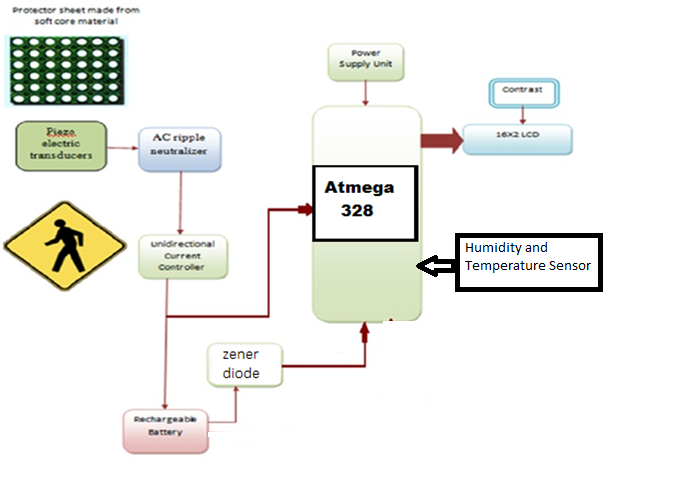 Protector sheet made from
soft core material
Power
Supply Unit
Contrast
16X2 LCD
Piezo
electric
transducers
AC ripple
neutralizer
Atmega
328
Unidirectional
Current
Controller
Humidity and
Temperature Sensor
zener
diode
Rechargeable
Battery